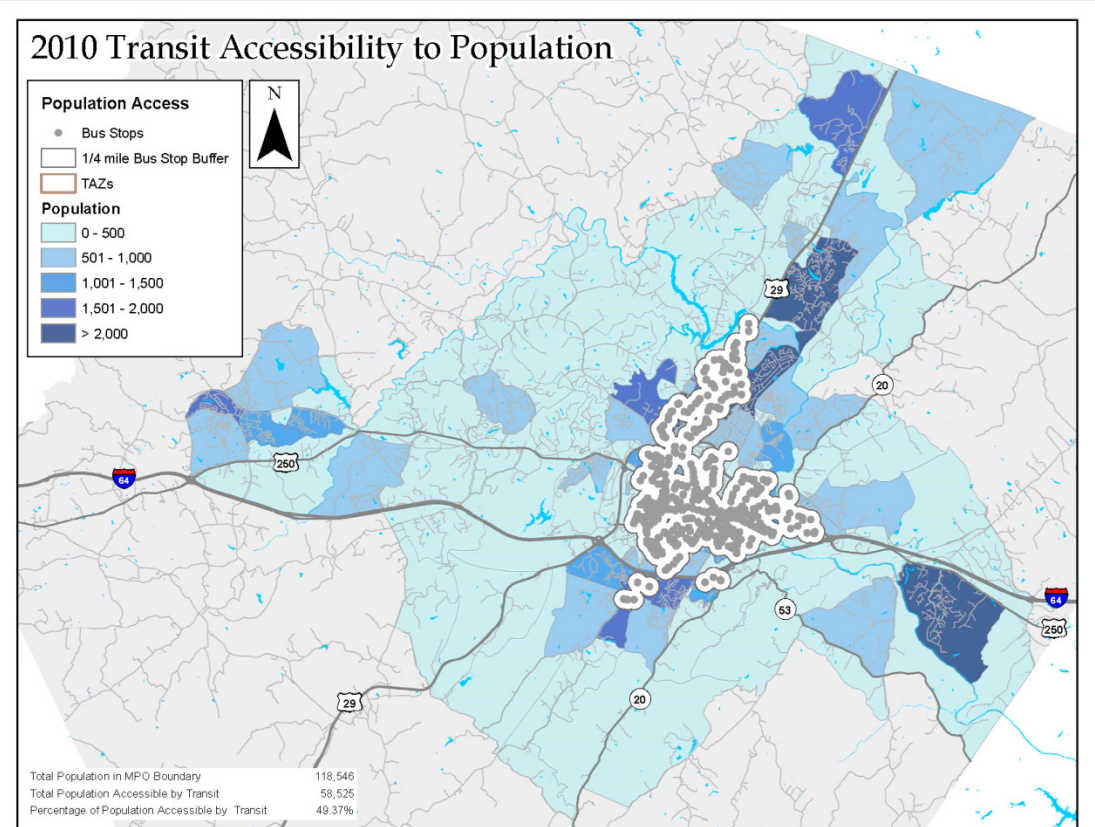 2010 Transit Accessibility to Population
Population Access
Bus Stops
1/4 mile Bus Stop Buffer
TAZs
Population
0 - 500
501 - 1,000
1,001 - 1,500
1,501 - 2,000
> 2,000
N
29
20
250
64
64
250
53
20
29
Total Population in MPO Boundary 118,546
Total Population Accessible by Transit 58,525
Percentage of Population Accessible by Transit 49.37%